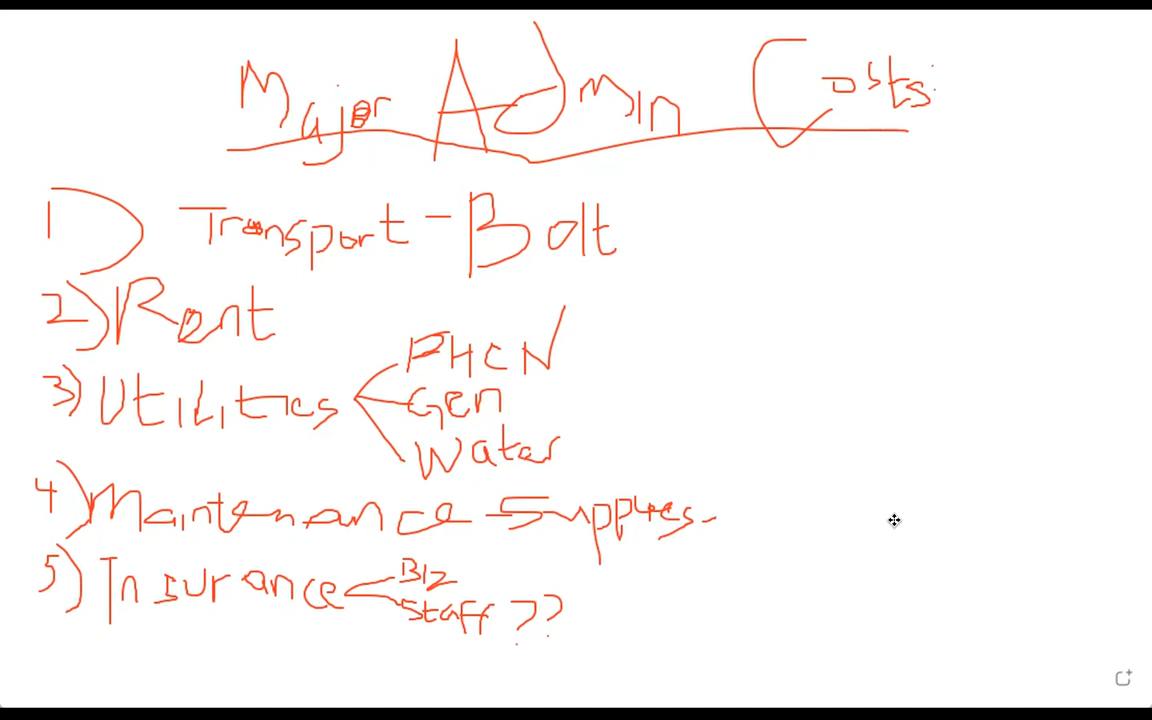 Major Admin Costs
1) Transport - Bolt
2) Rent
3) Utilities
PHCN
Gen
Water
4) Maintenance Supplies
5) Insurance
Biz
Staff ??